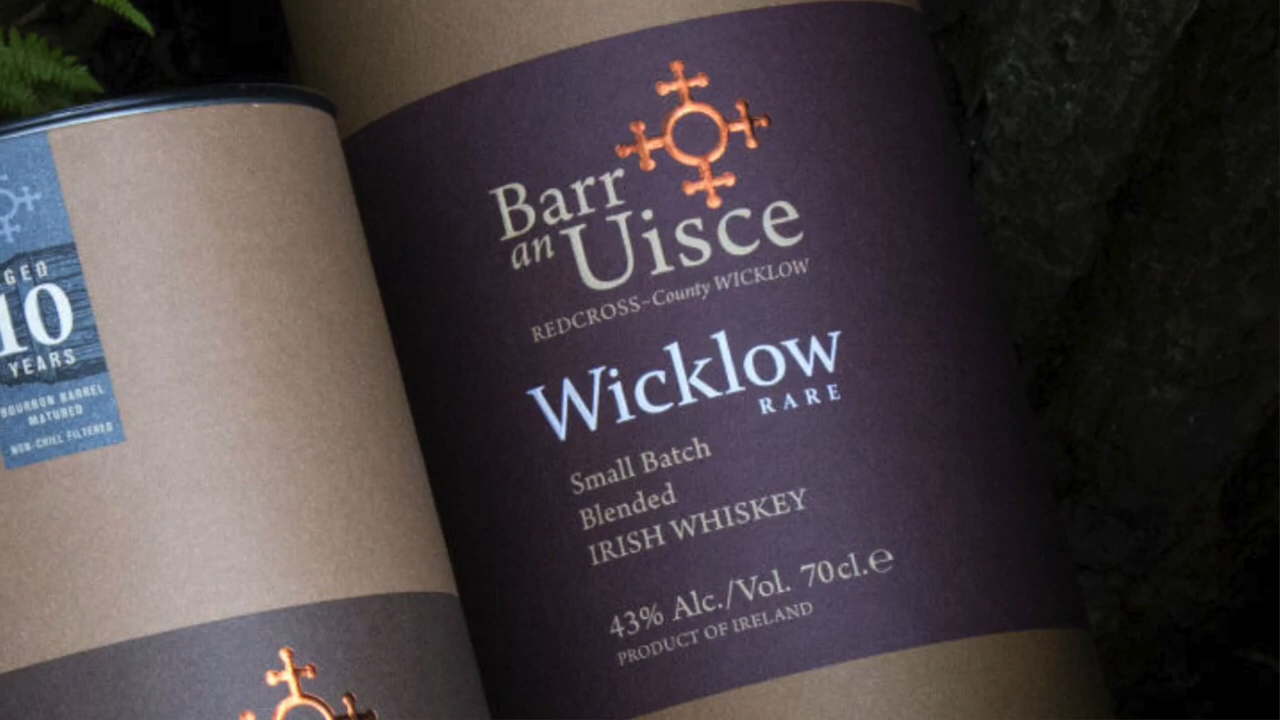 GED
10
YEARS
BOURBON BARREL
MATURED
NON-CHILL FILTERED
Barr
an Uisce
REDCROSS~County WICKLOW
Wicklow
RARE
Small Batch
Blended
IRISH WHISKEY
43% Alc./Vol. 70cl.℮
PRODUCT OF IRELAND